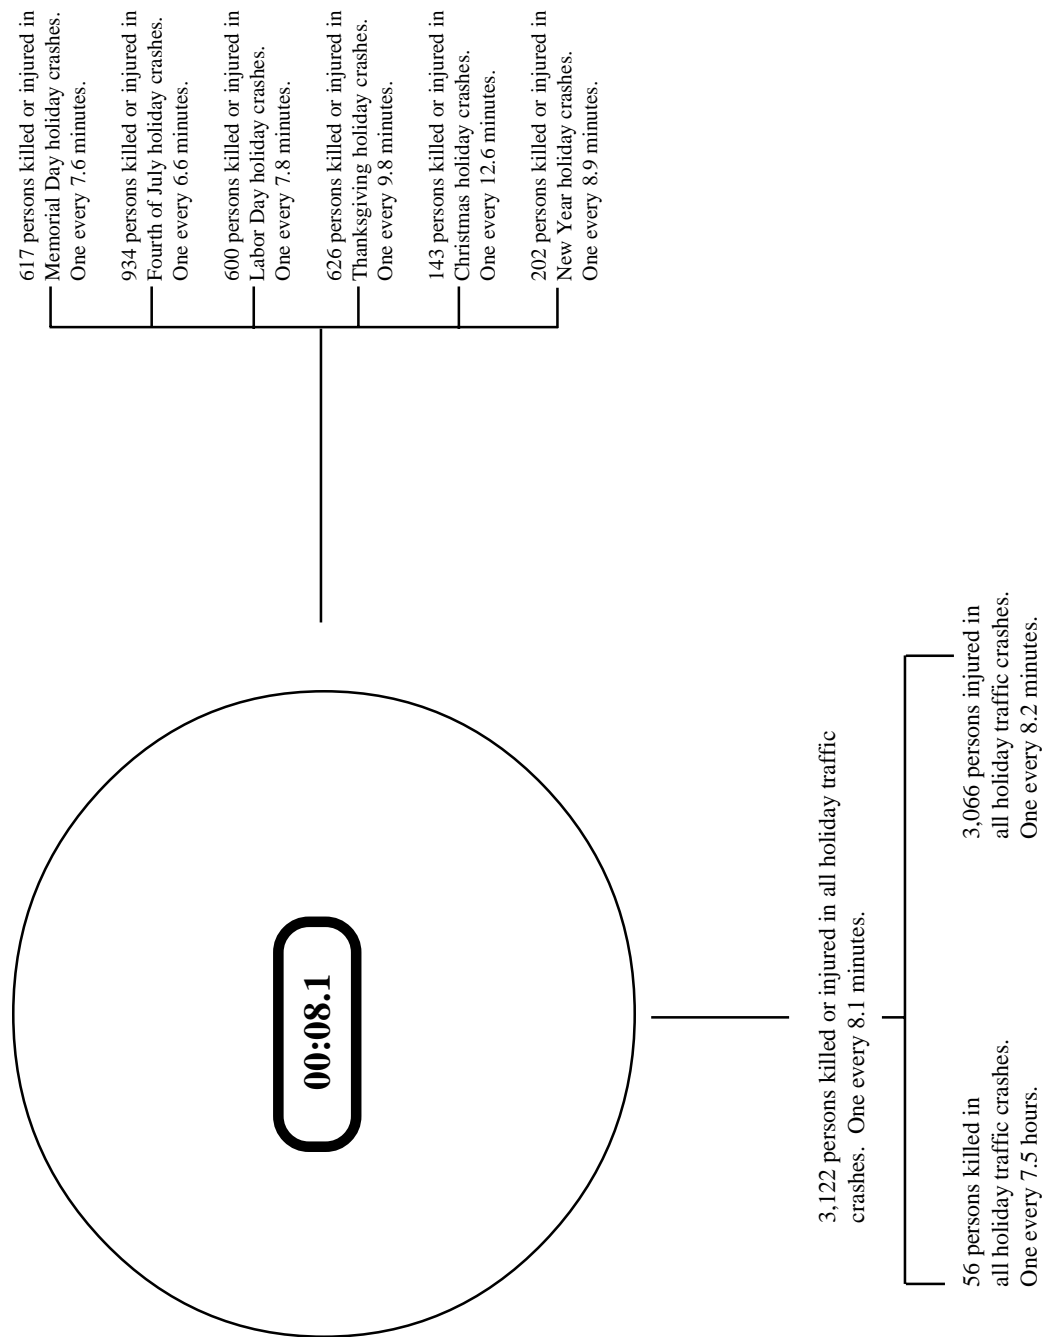 617 persons killed or injured in
Memorial Day holiday crashes.
One every 7.6 minutes.
934 persons killed or injured in
Fourth of July holiday crashes.
One every 6.6 minutes
600 persons killed or injured in
Labor Day holiday crashes.
One every 7.8 minutes.
626 persons killed or injured in
Thanksgiving holiday crashes.
One every 9.8 minutes.
143 persons killed or injured in
Christmas holiday crashes.
One every 12.6 minutes.
202 persons killed or injured in
New Year holiday crashes.
One every 8.9 minutes.
00:08.1
3,122 persons killed or injured in all holiday traffic
crashes. One every 8.1 minutes.
56 persons killed in
all holiday traffic crashes.
One every 7.5 hours.
3,066 persons injured in
all holiday traffic crashes.
One every 8.2 minutes.